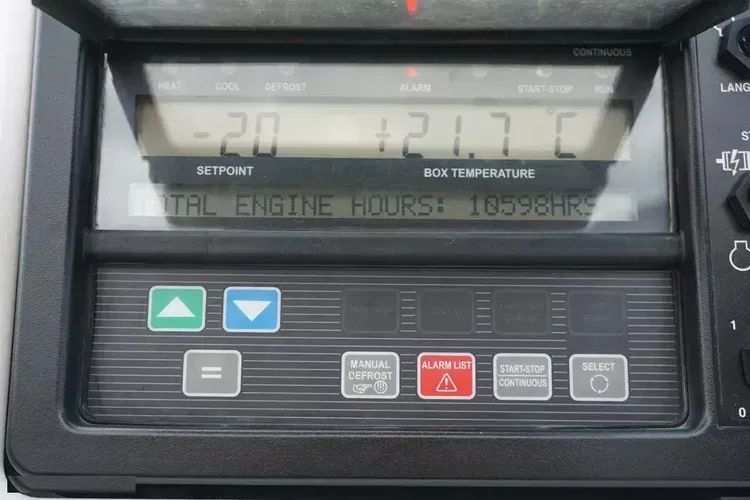 CONTINUOUS
HEAT COOL DEFROST ALARM START-STOP RUN
-20 +21.7 °C
SETPOINT BOX TEMPERATURE
TOTAL ENGINE HOURS: 10598HRS
MANUAL DEFROST
ALARM LIST
START-STOP
CONTINUOUS
SELECT
LANG
ST
1
0